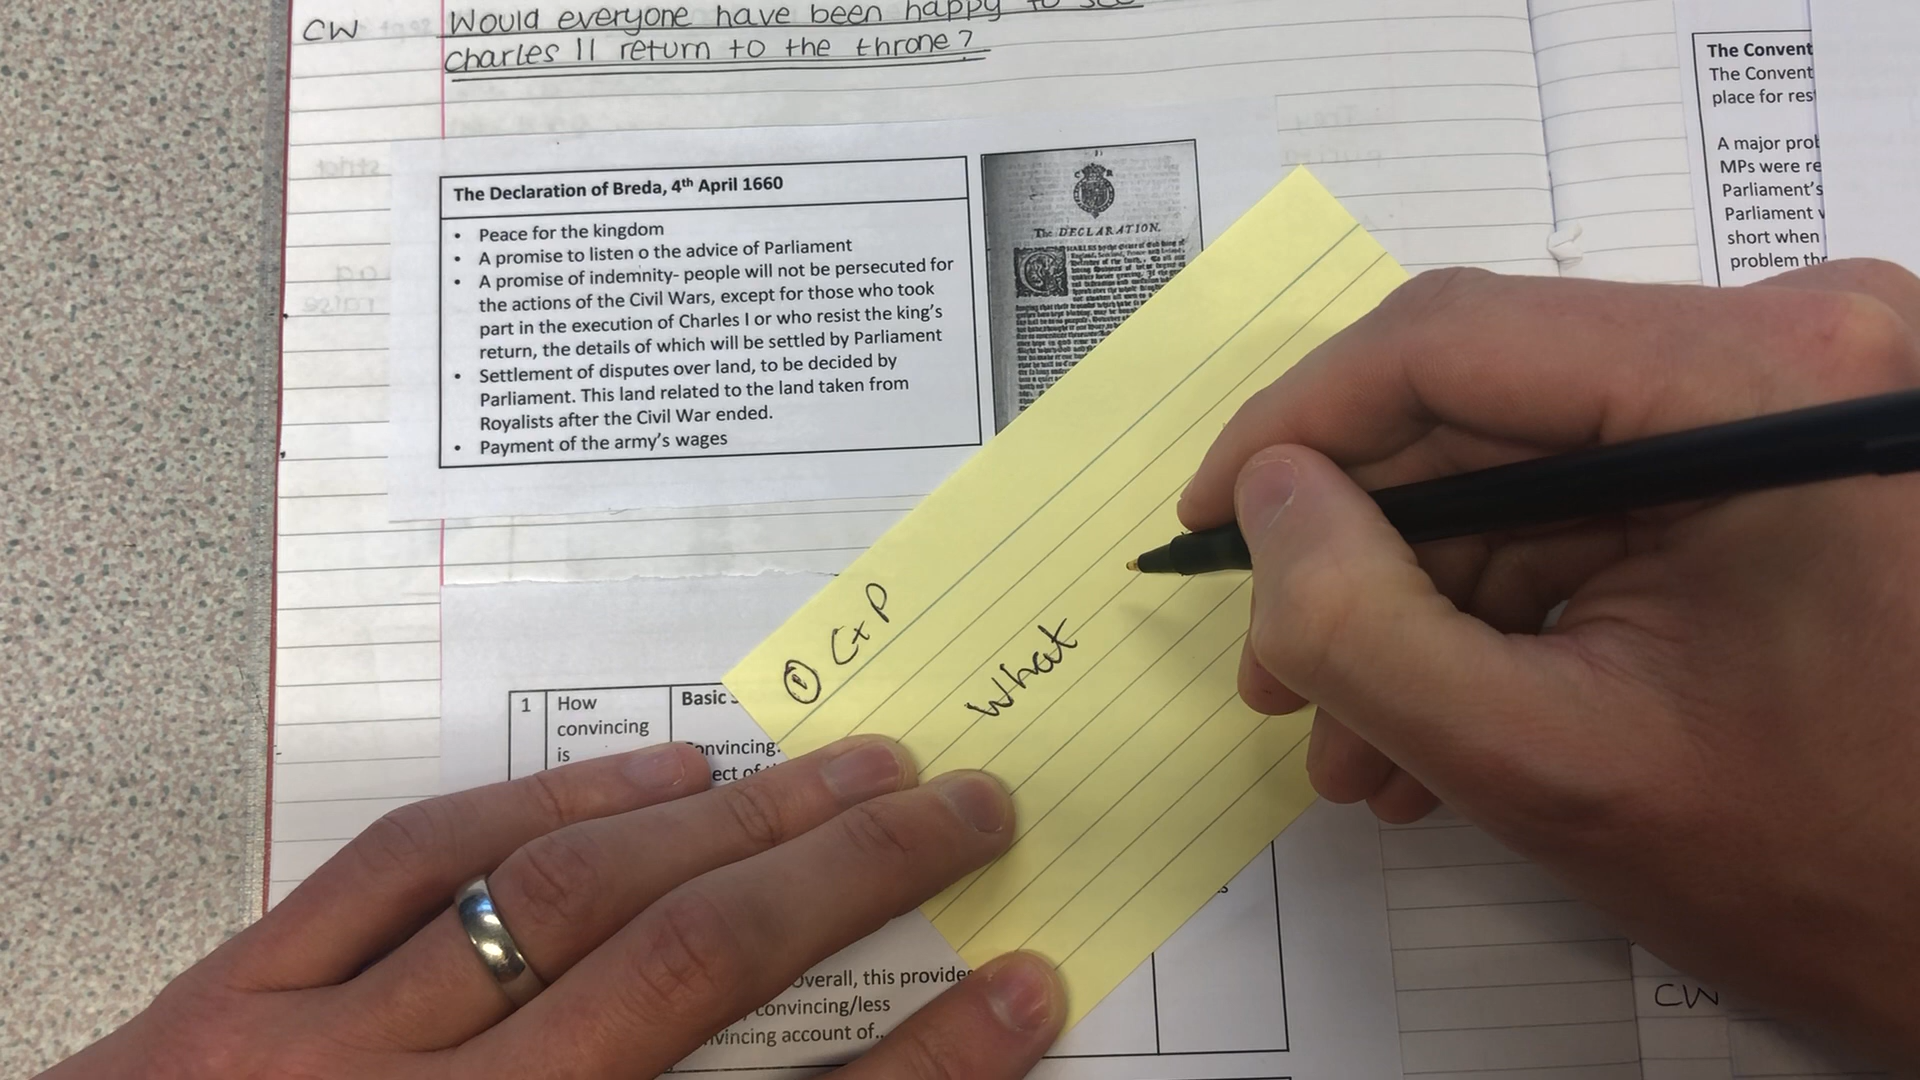 CW Would everyone have been happy to see
Charles II return to the throne?
The Declaration of Breda, 4th April 1660
• Peace for the kingdom
• A promise to listen o the advice of Parliament
• A promise of indemnity- people will not be persecuted for
the actions of the Civil Wars, except for those who took
part in the execution of Charles I or who resist the king's
return, the details of which will be settled by Parliament
• Settlement of disputes over land, to be decided by
Parliament. This land related to the land taken from
Royalists after the Civil War ended.
• Payment of the army's wages
The DECLARATION.
① C+P
What
1 How
convincing
is
Basic
convincing.
verall, this provides
convincing/less
vincing account of..
The Convent
The Convent
place for res
A major prob
MPs were re
Parliament's
Parliament
short when
problem thr
CW